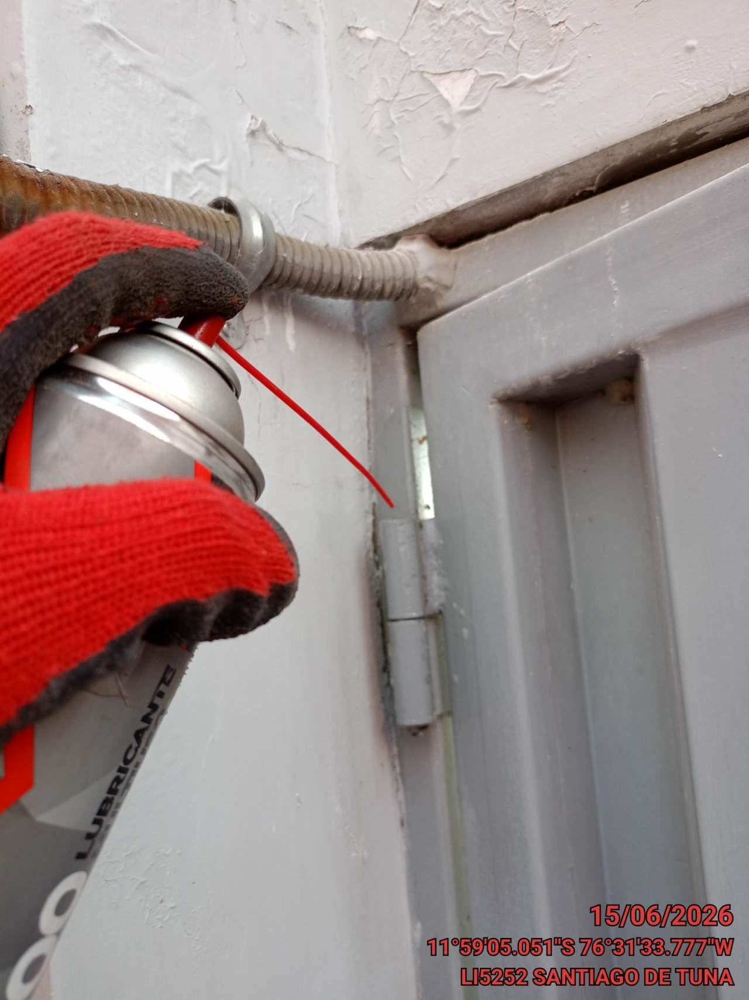 LUBRICANTE
15/06/2026
11°59'05.051"S 76°31'33.777"W
LI5252 SANTIAGO DE TUNA